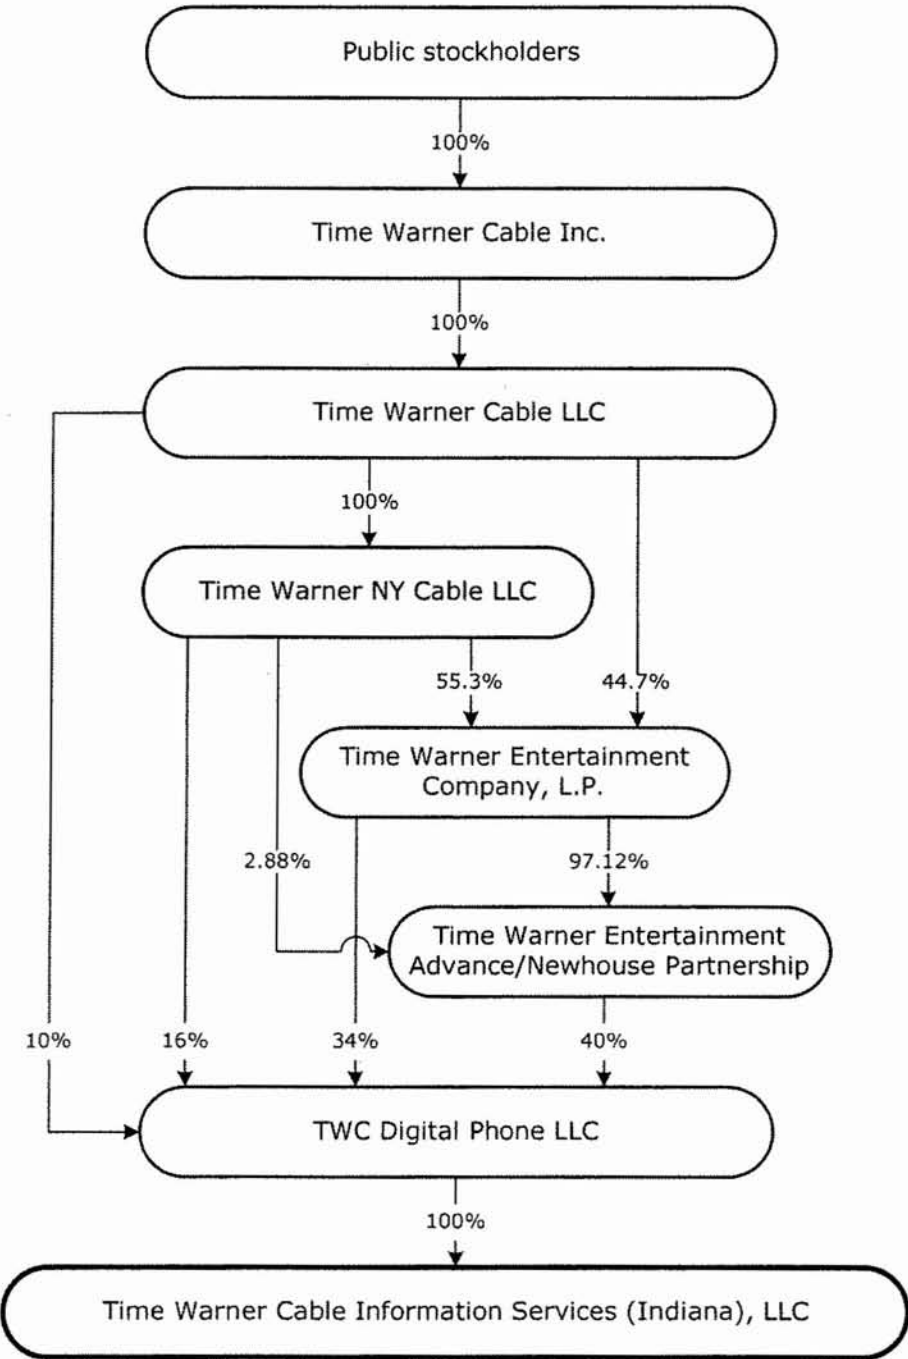 Public stockholders
100%
Time Warner Cable Inc.
100%
Time Warner Cable LLC
100%
Time Warner NY Cable LLC
55.3%
44.7%
Time Warner Entertainment
Company, L.P.
2.88%
97.12%
Time Warner Entertainment
Advance/Newhouse Partnership
10%
16%
34%
40%
TWC Digital Phone LLC
100%
Time Warner Cable Information Services (Indiana), LLC